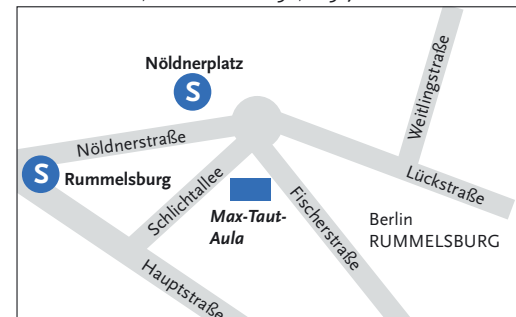 Nöldnerplatz
S
Weitlingstraße
Nöldnerstraße
S
Rummelsburg
Schlichtallee
Lückstraße
Max-Taut-
Aula
Fischerstraße
Berlin
RUMMELSBURG
Hauptstraße